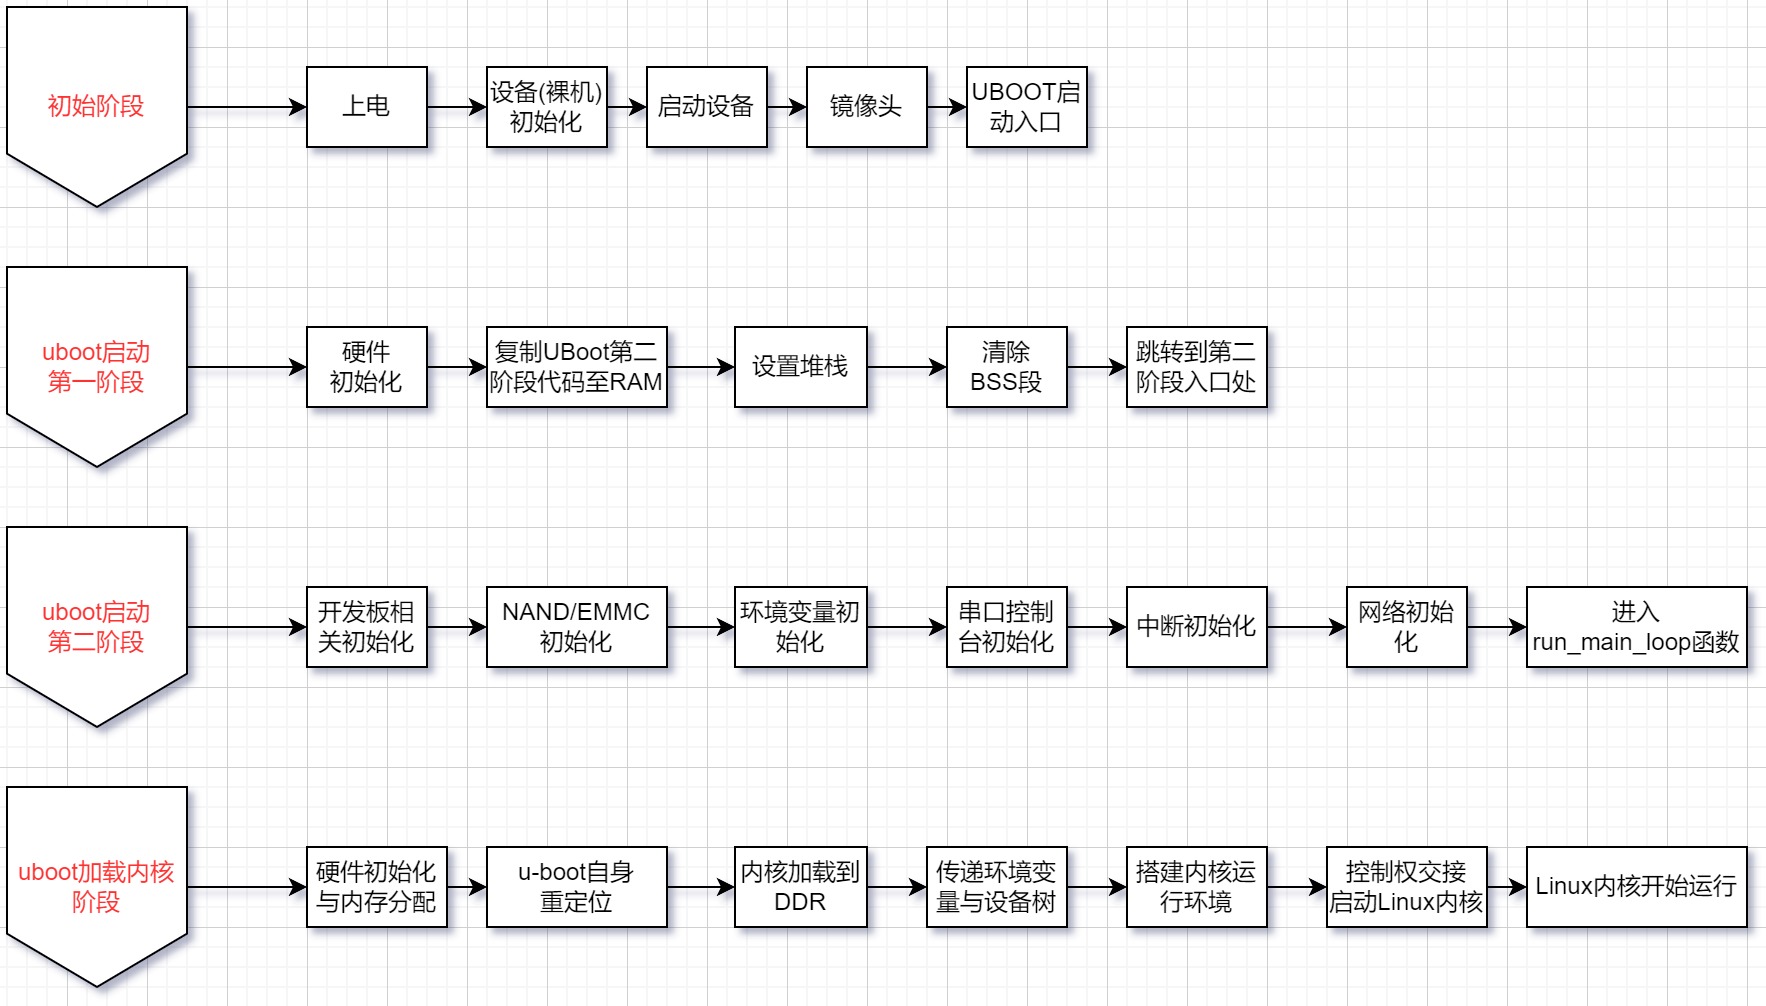 初始阶段
上电
设备(裸机)
初始化
启动设备
镜像头
UBOOT启
动入口
uboot启动
第一阶段
硬件
初始化
复制UBoot第二
阶段代码至RAM
设置堆栈
清除
BSS段
跳转到第二
阶段入口处
uboot启动
第二阶段
开发板相
关初始化
NAND/EMMC
初始化
环境变量初
始化
串口控制
台初始化
中断初始化
网络初始
化
进入
run_main_loop函数
uboot加载内核
阶段
硬件初始化
与内存分配
u-boot自身
重定位
内核加载到
DDR
传递环境变
量与设备树
搭建内核运
行环境
控制权交接
启动Linux内核
Linux内核开始运行